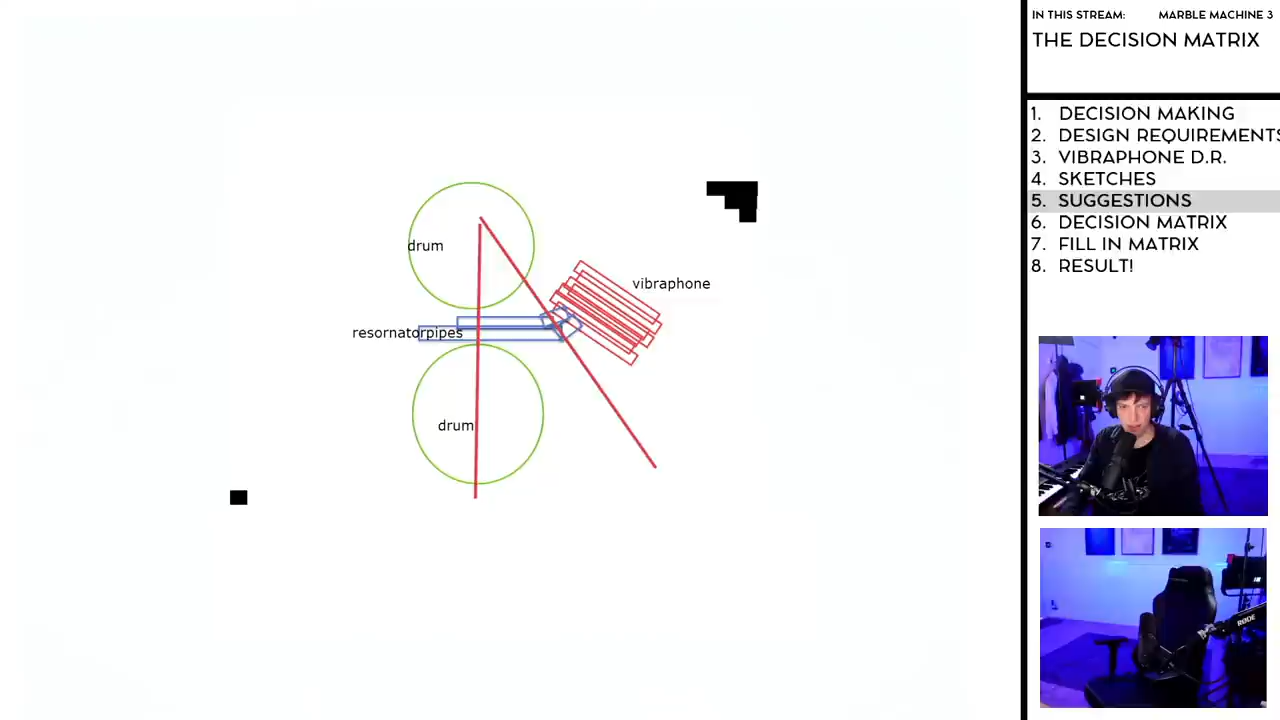 IN THIS STREAM: MARBLE MACHINE 3
THE DECISION MATRIX
1. DECISION MAKING
2. DESIGN REQUIREMENTS
3. VIBRAPHONE D.R.
4. SKETCHES
5. SUGGESTIONS
6. DECISION MATRIX
7. FILL IN MATRIX
8. RESULT!
drum
vibraphone
resornatorpipes
drum
RØDE